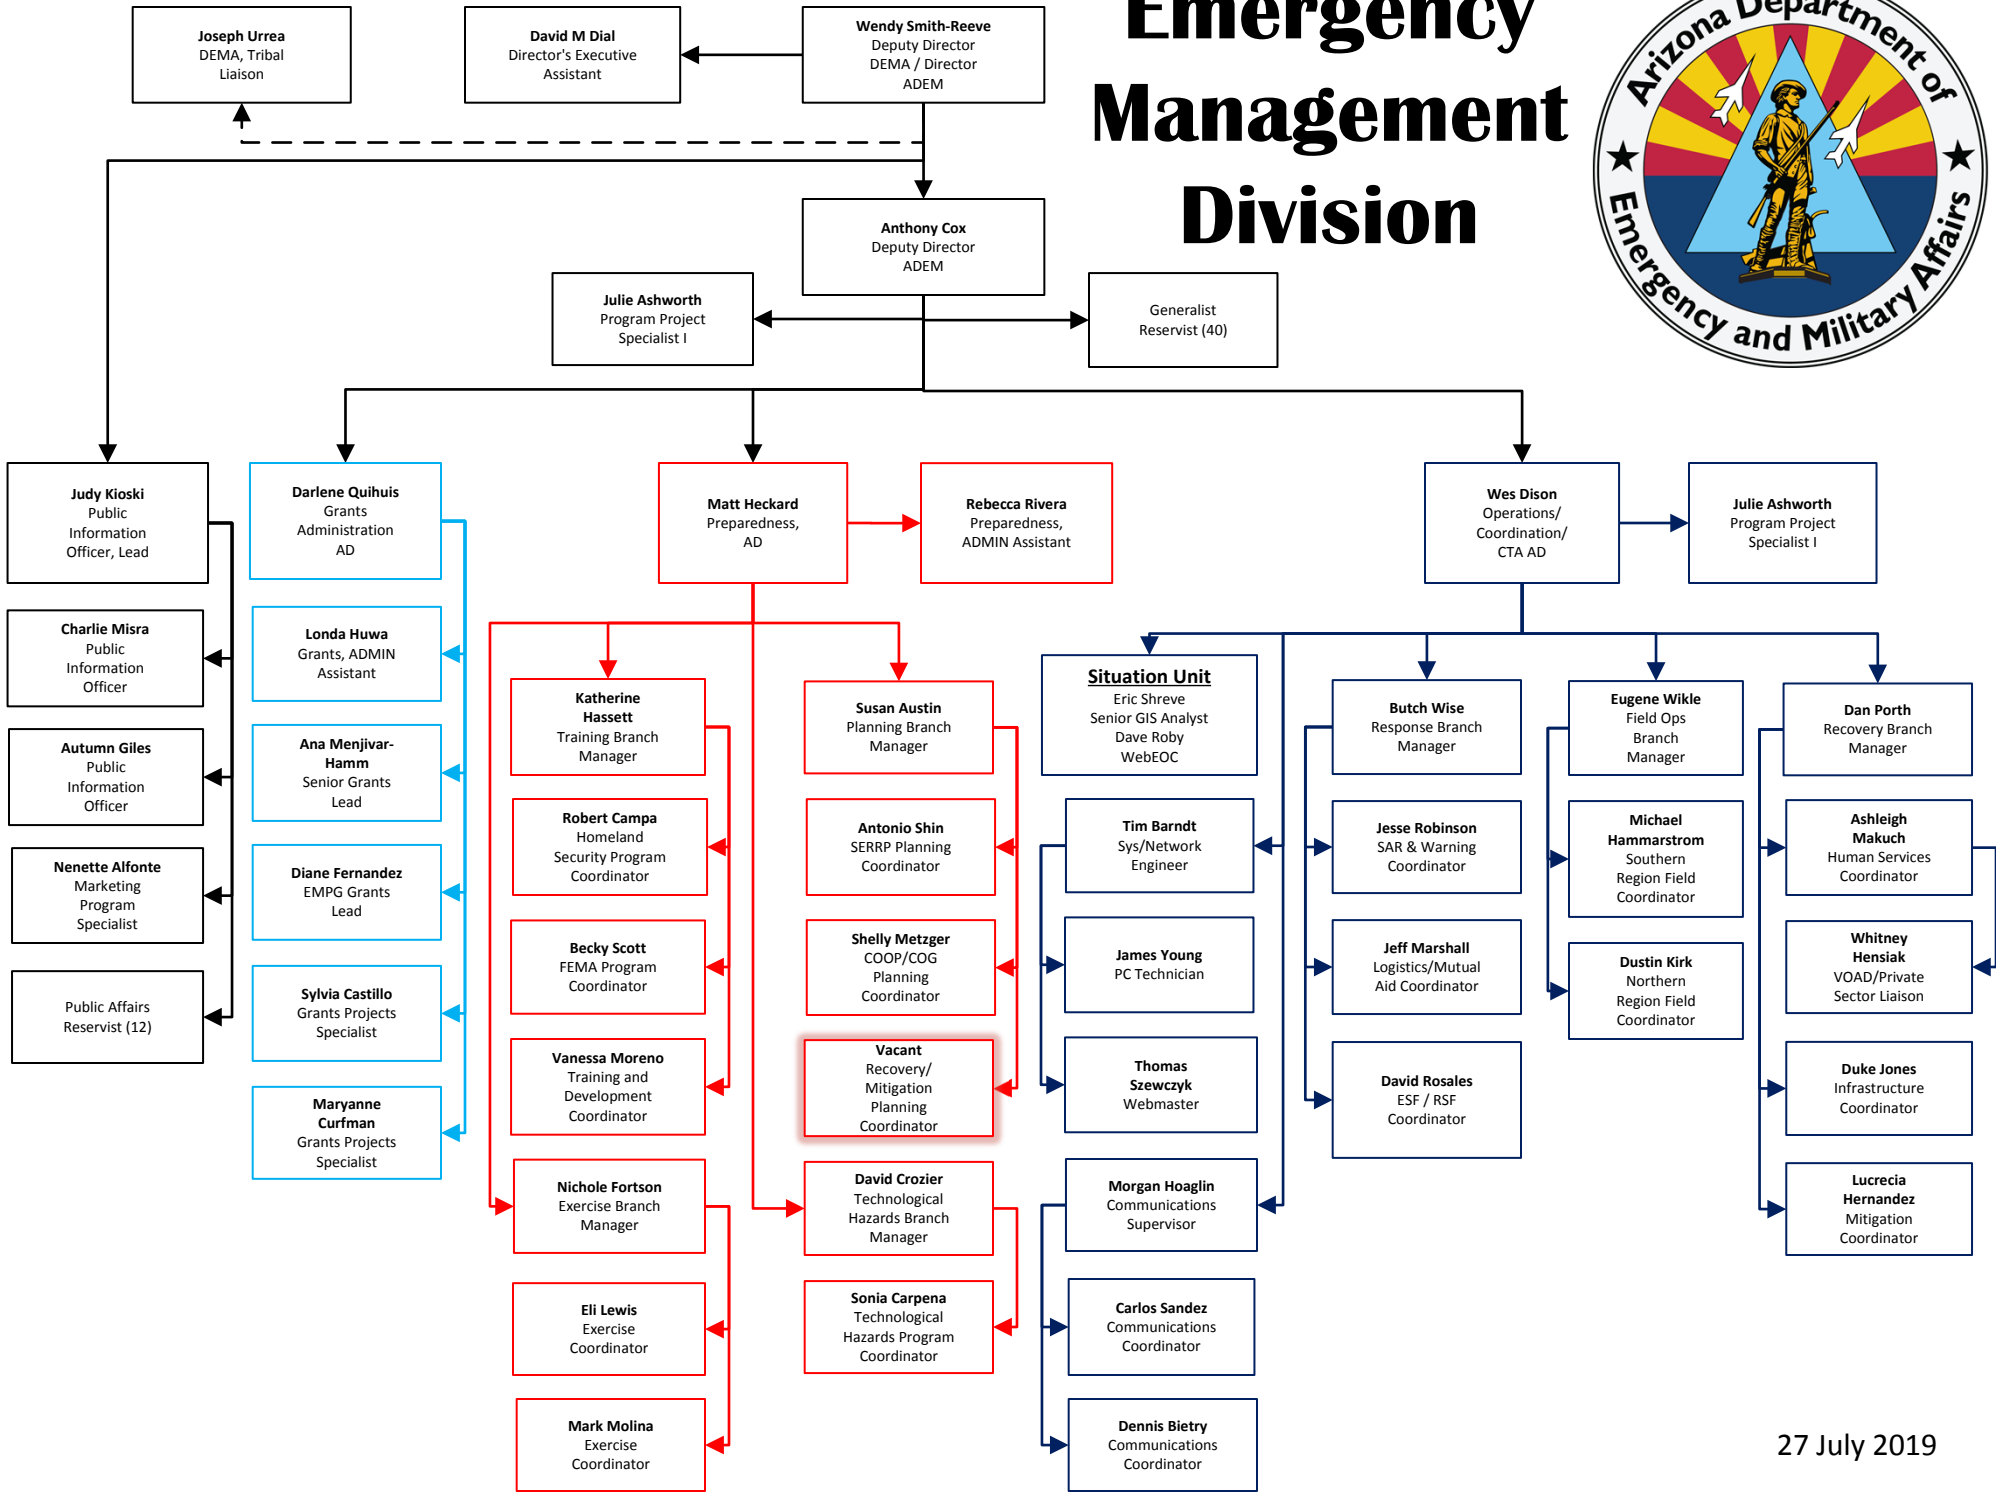 Emergency
Management
Division
Arizona Department of
Emergency and Military Affairs
Joseph Urrea
DEMA, Tribal
Liaison
David M Dial
Director's Executive
Assistant
Wendy Smith-Reeve
Deputy Director
DEMA / Director
ADEM
Anthony Cox
Deputy Director
ADEM
Julie Ashworth
Program Project
Specialist I
Generalist
Reservist (40)
Judy Kioski
Public
Information
Officer, Lead
Charlie Misra
Public
Information
Officer
Autumn Giles
Public
Information
Officer
Nenette Alfonte
Marketing
Program
Specialist
Public Affairs
Reservist (12)
Darlene Quihuis
Grants
Administration
AD
Londa Huwa
Grants, ADMIN
Assistant
Ana Menjivar-
Hamm
Senior Grants
Lead
Diane Fernandez
EMPG Grants
Lead
Sylvia Castillo
Grants Projects
Specialist
Maryanne
Curfman
Grants Projects
Specialist
Matt Heckard
Preparedness,
AD
Rebecca Rivera
Preparedness,
ADMIN Assistant
Katherine
Hassett
Training Branch
Manager
Robert Campa
Homeland
Security Program
Coordinator
Becky Scott
FEMA Program
Coordinator
Vanessa Moreno
Training and
Development
Coordinator
Nichole Fortson
Exercise Branch
Manager
Eli Lewis
Exercise
Coordinator
Mark Molina
Exercise
Coordinator
Susan Austin
Planning Branch
Manager
Antonio Shin
SERRP Planning
Coordinator
Shelly Metzger
COOP/COG
Planning
Coordinator
Vacant
Recovery/
Mitigation
Planning
Coordinator
David Crozier
Technological
Hazards Branch
Manager
Sonia Carpena
Technological
Hazards Program
Coordinator
Wes Dison
Operations/
Coordination/
CTA AD
Julie Ashworth
Program Project
Specialist I
Situation Unit
Eric Shreve
Senior GIS Analyst
Dave Roby
WebEOC
Tim Barndt
Sys/Network
Engineer
James Young
PC Technician
Thomas
Szewczyk
Webmaster
Morgan Hoaglin
Communications
Supervisor
Carlos Sandez
Communications
Coordinator
Dennis Bietry
Communications
Coordinator
Butch Wise
Response Branch
Manager
Jesse Robinson
SAR & Warning
Coordinator
Jeff Marshall
Logistics/Mutual
Aid Coordinator
David Rosales
ESF / RSF
Coordinator
Eugene Wikle
Field Ops
Branch
Manager
Michael
Hammarstrom
Southern
Region Field
Coordinator
Dustin Kirk
Northern
Region Field
Coordinator
Dan Porth
Recovery Branch
Manager
Ashleigh
Makuch
Human Services
Coordinator
Whitney
Hensiak
VOAD/Private
Sector Liaison
Duke Jones
Infrastructure
Coordinator
Lucrecia
Hernandez
Mitigation
Coordinator
27 July 2019